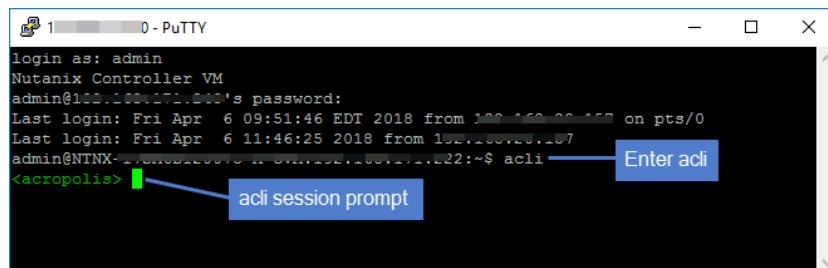 - PuTTY
login as: admin
Nutanix Controller VM
's password:
Last login: Fri Apr  6 09:51:46 EDT 2018 from on pts/0
Last login: Fri Apr  6 11:46:25 2018 from
:~$ acli
Enter acli
<acropolis>
acli session prompt